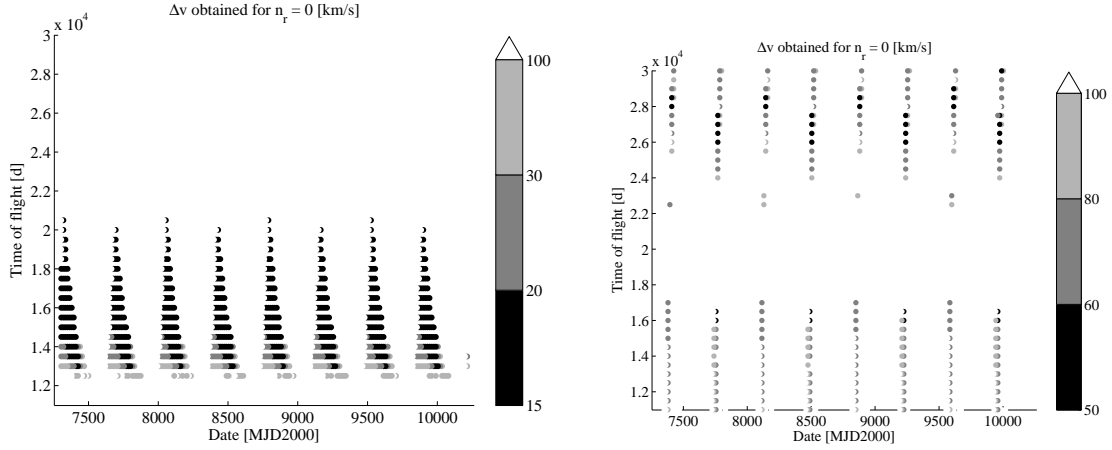 Δv obtained for n_r = 0 [km/s]
x 10⁴
3
2.8
2.6
2.4
2.2
2
1.8
1.6
1.4
1.2
Time of flight [d]
7500 8000 8500 9000 9500 10000
Date [MJD2000]
100
30
20
15
Δv obtained for n_r = 0 [km/s]
x 10⁴
3
2.8
2.6
2.4
2.2
2
1.8
1.6
1.4
1.2
Time of flight [d]
7500 8000 8500 9000 9500 10000
Date [MJD2000]
100
80
60
50